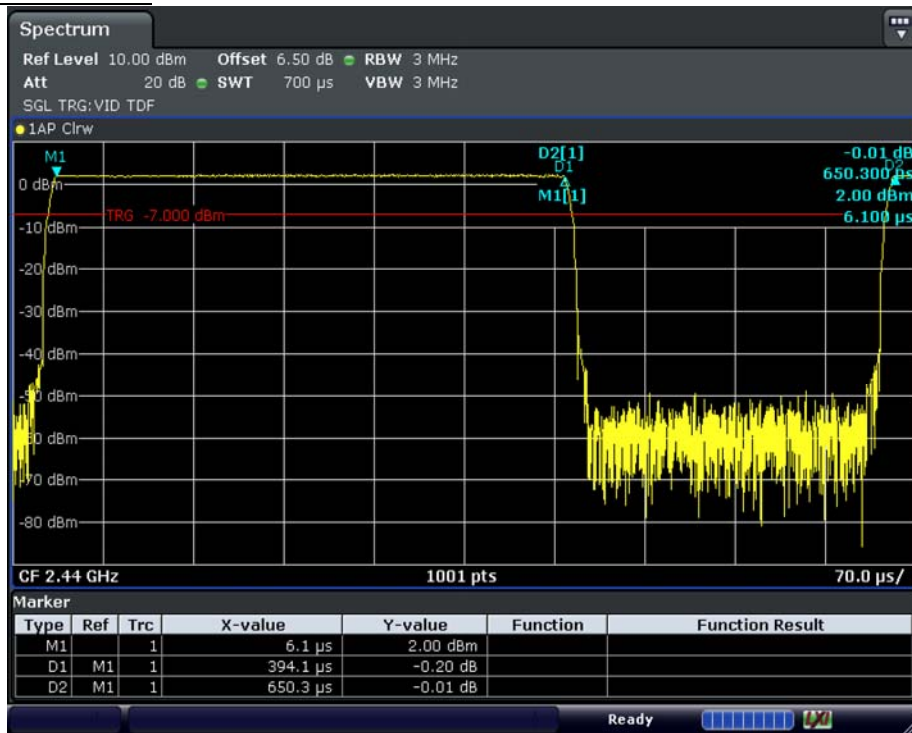 Spectrum
Ref Level 10.00 dBm Offset 6.50 dB RBW 3 MHz
Att 20 dB SWT 700 µs VBW 3 MHz
SGL TRG:VID TDF
1AP Clrw
M1
D2[1] -0.01 dB
D1 650.300 µs D2
0 dBm
M1[1] 2.00 dBm
TRG -7.000 dBm 6.100 µs
-10 dBm
-20 dBm
-30 dBm
-40 dBm
-50 dBm
-60 dBm
-70 dBm
-80 dBm
CF 2.44 GHz 1001 pts 70.0 µs/
Marker
Type Ref Trc X-value Y-value Function Function Result
M1 1 6.1 µs 2.00 dBm
D1 M1 1 394.1 µs -0.20 dB
D2 M1 1 650.3 µs -0.01 dB
Ready LXI